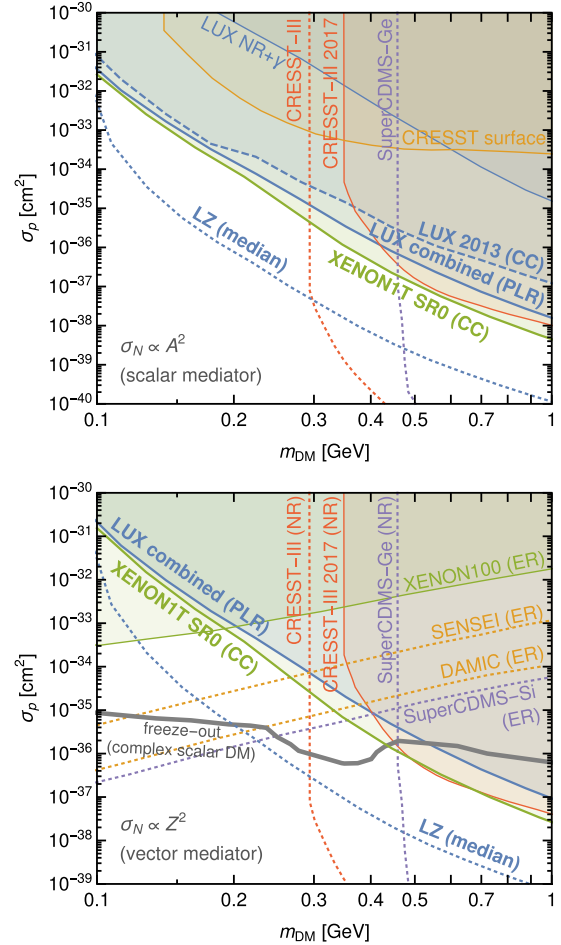 10⁻³⁰
10⁻³¹
10⁻³²
10⁻³³
10⁻³⁴
10⁻³⁵
10⁻³⁶
10⁻³⁷
10⁻³⁸
10⁻³⁹
10⁻⁴⁰
σₚ [cm²]
LUX NR+γ
CRESST-III
CRESST-III 2017
SuperCDMS-Ge
CRESST surface
LUX 2013 (CC)
LUX combined (PLR)
XENON1T SR0 (CC)
LZ (median)
σ_N ∝ A²
(scalar mediator)
0.1 0.2 0.3 0.4 0.5 0.7 1
m_DM [GeV]
10⁻³⁰
10⁻³¹
10⁻³²
10⁻³³
10⁻³⁴
10⁻³⁵
10⁻³⁶
10⁻³⁷
10⁻³⁸
10⁻³⁹
σₚ [cm²]
LUX combined (PLR)
XENON1T SR0 (CC)
CRESST-III (NR)
CRESST-III 2017 (NR)
SuperCDMS-Ge (NR)
XENON100 (ER)
SENSEI (ER)
DAMIC (ER)
SuperCDMS-Si
(ER)
freeze-out
(complex scalar DM)
LZ (median)
σ_N ∝ Z²
(vector mediator)
0.1 0.2 0.3 0.4 0.5 0.7 1
m_DM [GeV]